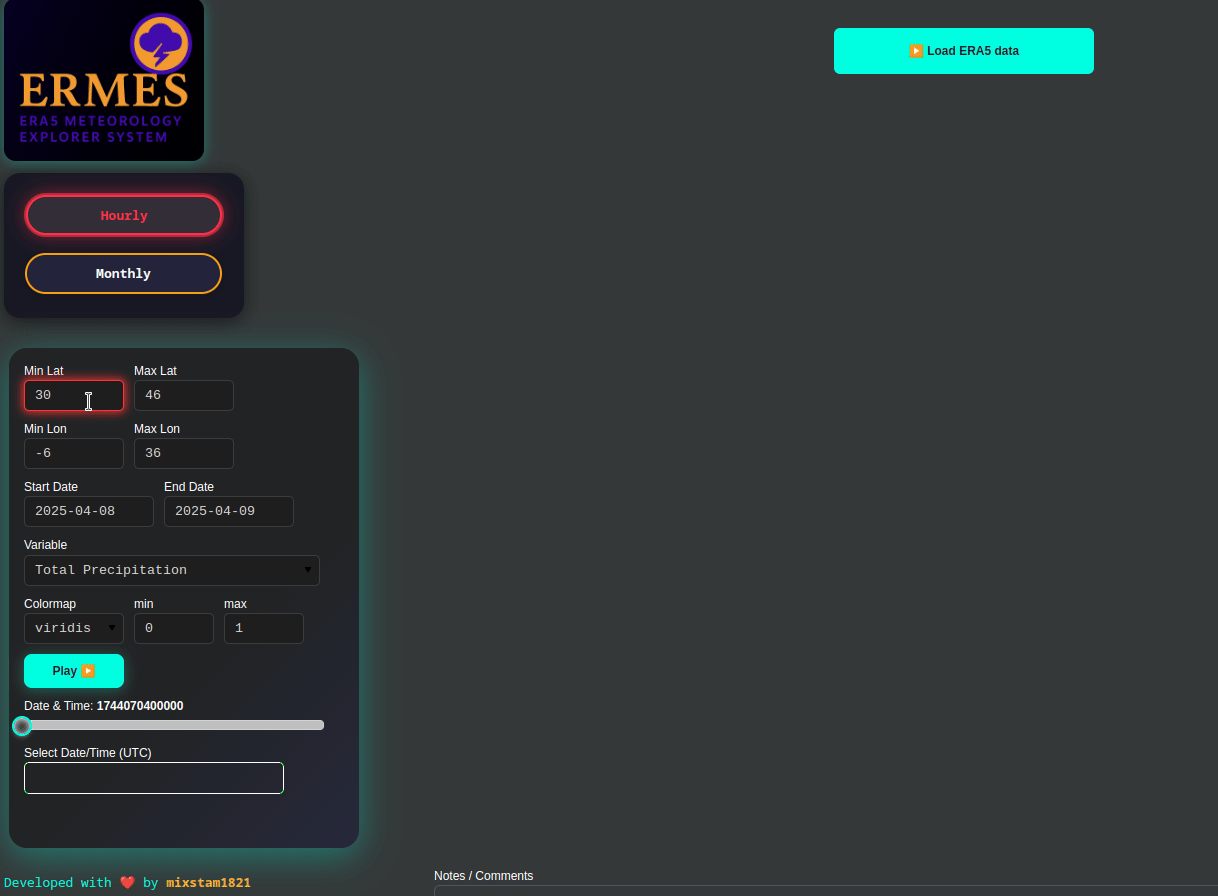 ERMES
ERA5 METEOROLOGY
EXPLORER SYSTEM
Load ERA5 data
Hourly
Monthly
Min Lat Max Lat
30 46
Min Lon Max Lon
-6 36
Start Date End Date
2025-04-08 2025-04-09
Variable
Total Precipitation
Colormap min max
viridis 0 1
Play
Date & Time: 1744070400000
Select Date/Time (UTC)
Developed with ❤️ by mixstam1821
Notes / Comments